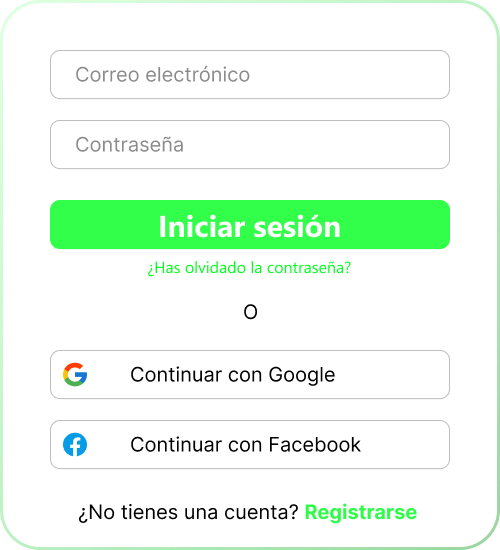 Correo electrónico
Contraseña
Iniciar sesión
¿Has olvidado la contraseña?
O
Continuar con Google
Continuar con Facebook
¿No tienes una cuenta? Registrarse